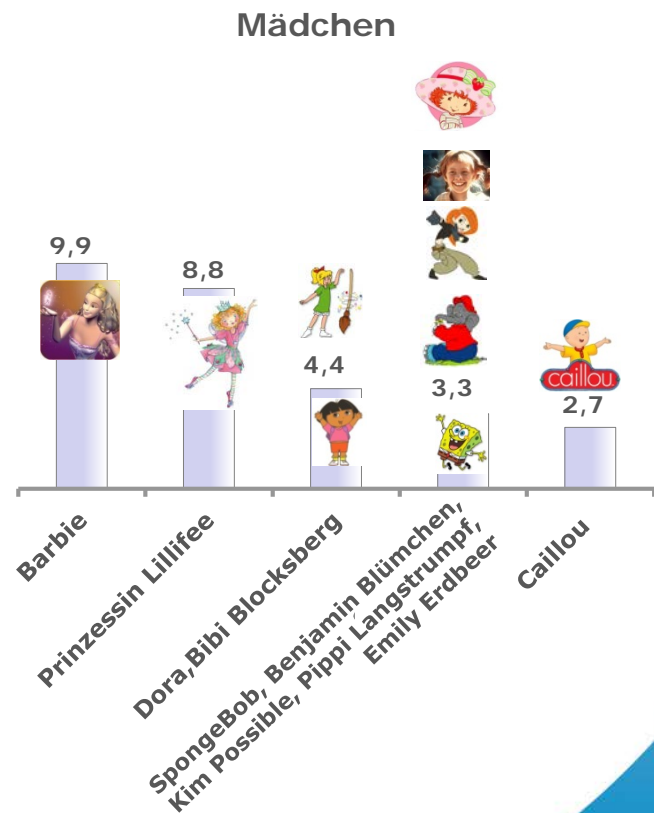 Mädchen
9,9
8,8
4,4
3,3
2,7
caillou
Barbie
Prinzessin Lillifee
Dora,Bibi Blocksberg
SpongeBob, Benjamin Blümchen,
Kim Possible, Pippi Langstrumpf,
Emily Erdbeer
Caillou